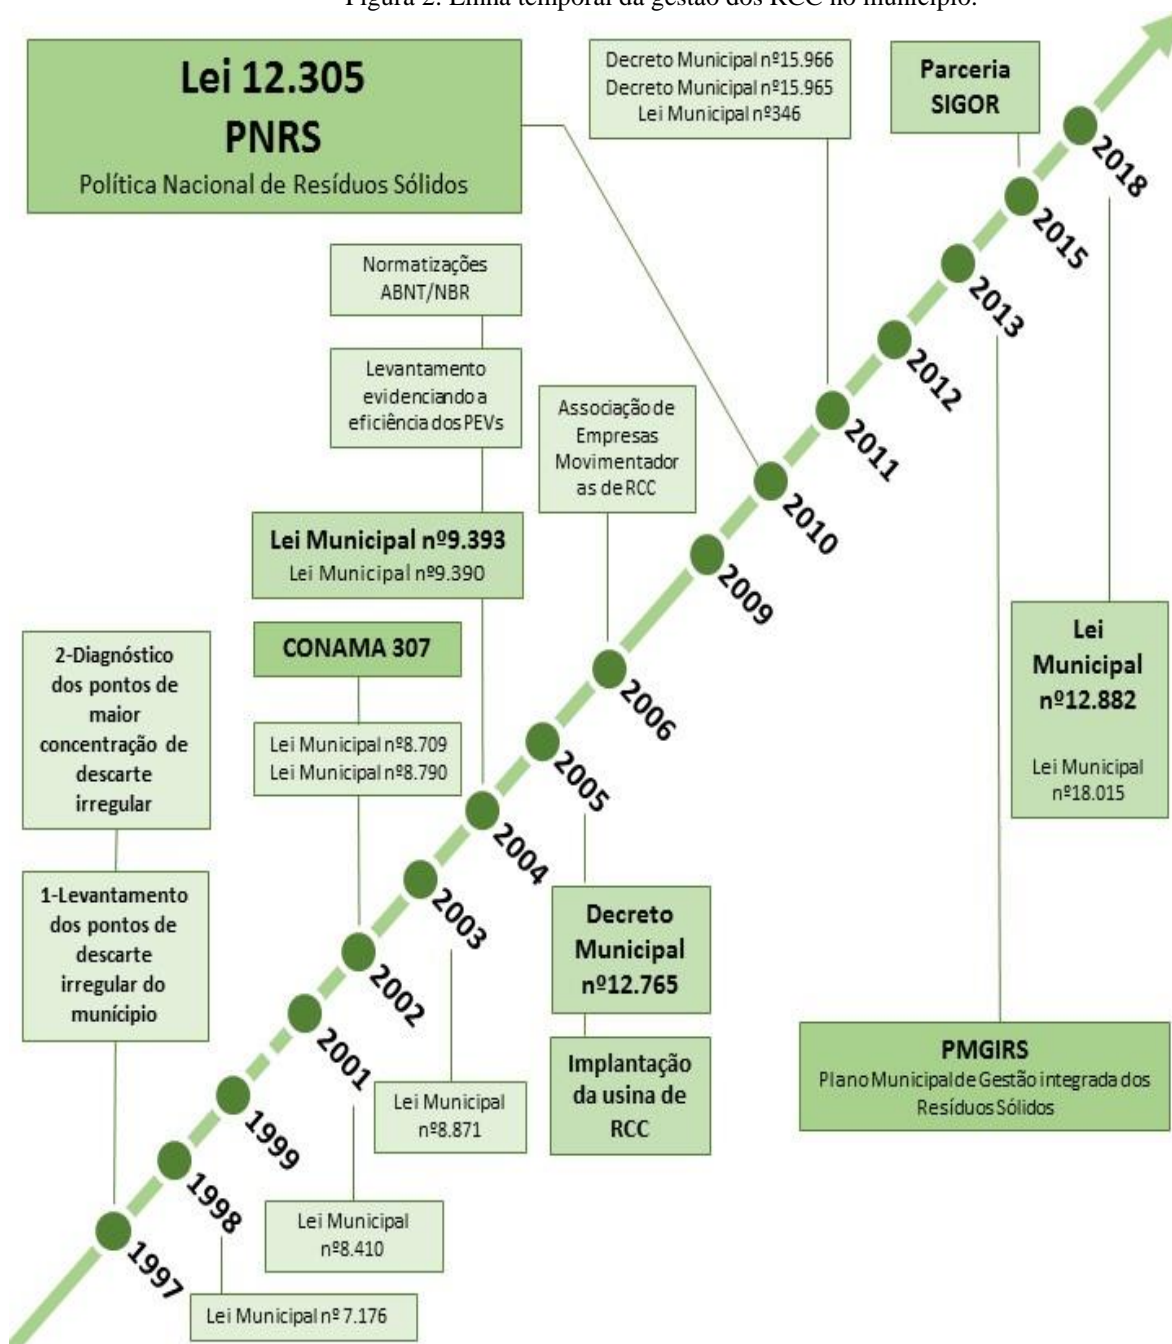 Figura 2: Linha temporal da gestão dos RCC no município.
Lei 12.305
PNRS
Política Nacional de Resíduos Sólidos
Decreto Municipal nº15.966
Decreto Municipal nº15.965
Lei Municipal nº346
Parceria
SIGOR
Normatizações
ABNT/NBR
Levantamento
evidenciando a
eficiência dos PEVs
Associação de
Empresas
Movimentador
as de RCC
Lei Municipal nº9.393
Lei Municipal nº9.390
CONAMA 307
Lei Municipal nº8.709
Lei Municipal nº8.790
2-Diagnóstico
dos pontos de
maior
concentração de
descarte
irregular
1-Levantamento
dos pontos de
descarte
irregular do
munícipio
2018
2015
2013
2012
2011
2010
2009
2006
2005
2004
2003
2002
2001
1999
1998
1997
Lei
Municipal
nº12.882
Lei Municipal
nº18.015
Decreto
Municipal
nº12.765
Implantação
da usina de
RCC
PMGIRS
Plano Municipal de Gestão integrada dos
Resíduos Sólidos
Lei Municipal
nº8.871
Lei Municipal
nº8.410
Lei Municipal nº 7.176